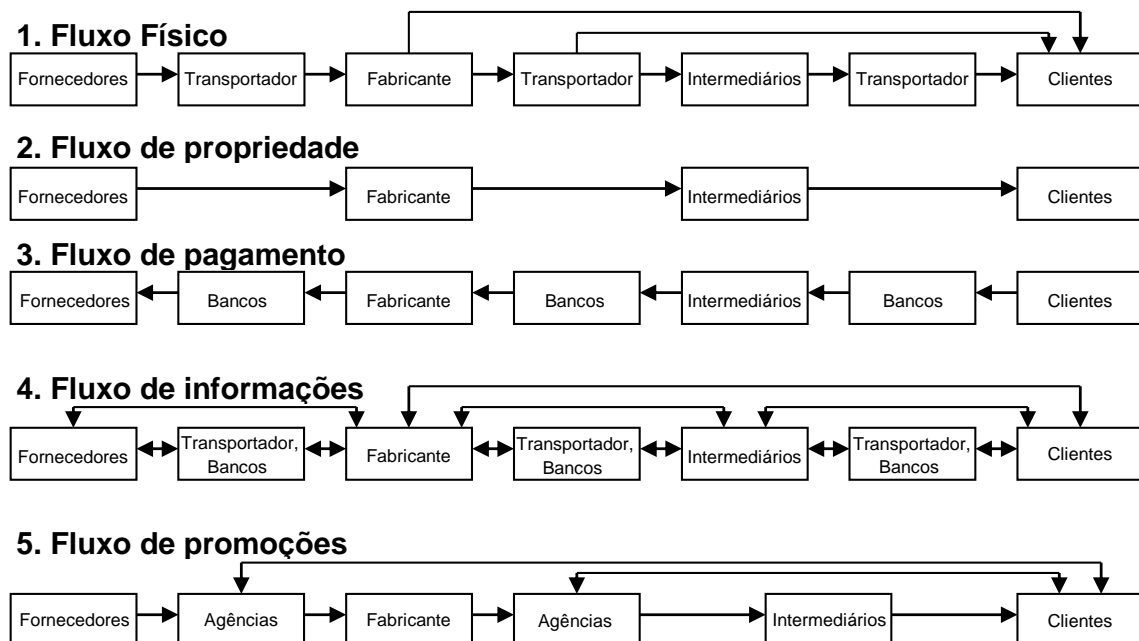 1. Fluxo Físico
Fornecedores Transportador Fabricante Transportador Intermediários Transportador Clientes
2. Fluxo de propriedade
Fornecedores Fabricante Intermediários Clientes
3. Fluxo de pagamento
Fornecedores Bancos Fabricante Bancos Intermediários Bancos Clientes
4. Fluxo de informações
Fornecedores Transportador, Bancos Fabricante Transportador, Bancos Intermediários Transportador, Bancos Clientes
5. Fluxo de promoções
Fornecedores Agências Fabricante Agências Intermediários Clientes